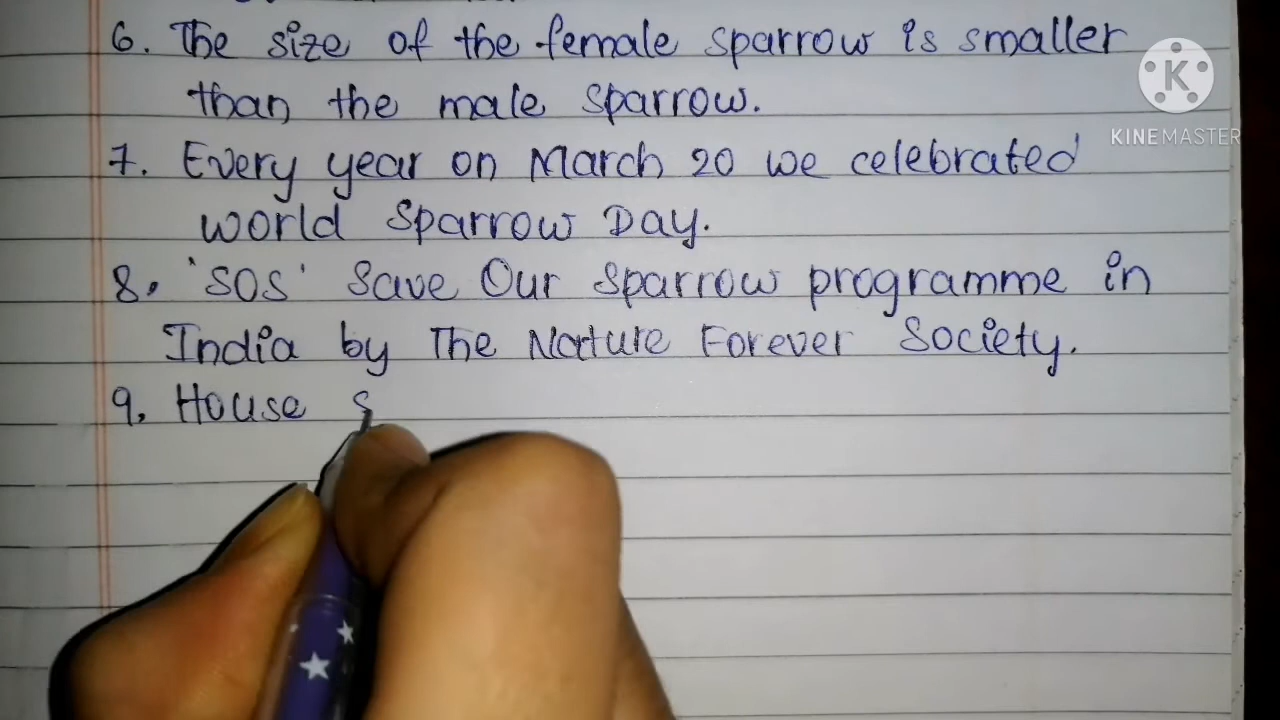 6. The size of the female sparrow is smaller
than the male sparrow.
K
KINEMASTER
7. Every year on March 20 we celebrated
world Sparrow Day.
8. 'SOS' Save Our Sparrow programme in
India by The Nature Forever Society.
9. House s